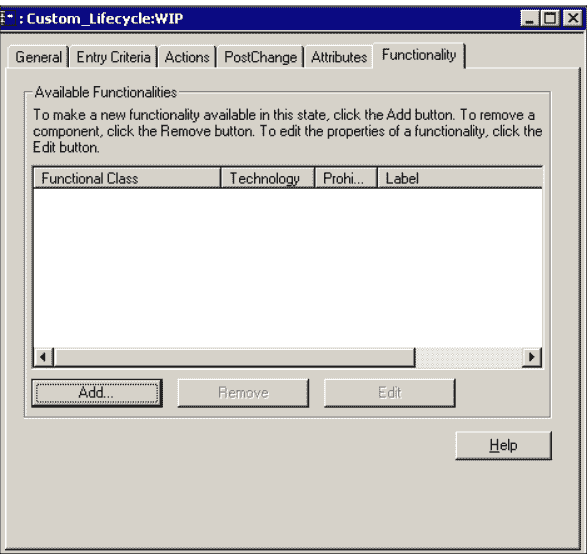 * : Custom_Lifecycle:WIP
General Entry Criteria Actions PostChange Attributes Functionality
Available Functionalities
To make a new functionality available in this state, click the Add button. To remove a
component, click the Remove button. To edit the properties of a functionality, click the
Edit button.
Functional Class Technology Prohi... Label
Add... Remove Edit
Help